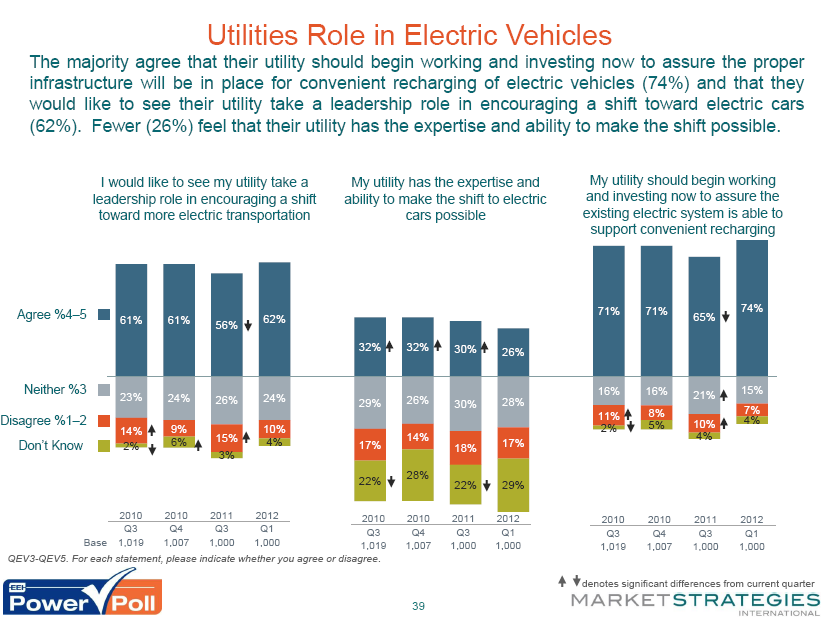 Utilities Role in Electric Vehicles
The majority agree that their utility should begin working and investing now to assure the proper
infrastructure will be in place for convenient recharging of electric vehicles (74%) and that they
would like to see their utility take a leadership role in encouraging a shift toward electric cars
(62%). Fewer (26%) feel that their utility has the expertise and ability to make the shift possible.
I would like to see my utility take a
leadership role in encouraging a shift
toward more electric transportation
My utility has the expertise and
ability to make the shift to electric
cars possible
My utility should begin working
and investing now to assure the
existing electric system is able to
support convenient recharging
Agree %4–5
61% 61% 56% 62%
32% 32% 30% 26%
71% 71% 65% 74%
Neither %3
23% 24% 26% 24%
29% 26% 30% 28%
16% 16% 21% 15%
Disagree %1–2
14% 9% 15% 10%
17% 14% 18% 17%
11% 8% 10% 7%
Don't Know
2% 6% 3% 4%
22% 28% 22% 29%
2% 5% 4% 4%
2010 2010 2011 2012
Q3 Q4 Q3 Q1
Base 1,019 1,007 1,000 1,000
2010 2010 2011 2012
Q3 Q4 Q3 Q1
1,019 1,007 1,000 1,000
2010 2010 2011 2012
Q3 Q4 Q3 Q1
1,019 1,007 1,000 1,000
QEV3-QEV5. For each statement, please indicate whether you agree or disagree.
denotes significant differences from current quarter
EEI
Power Poll
39
MARKETSTRATEGIES
INTERNATIONAL